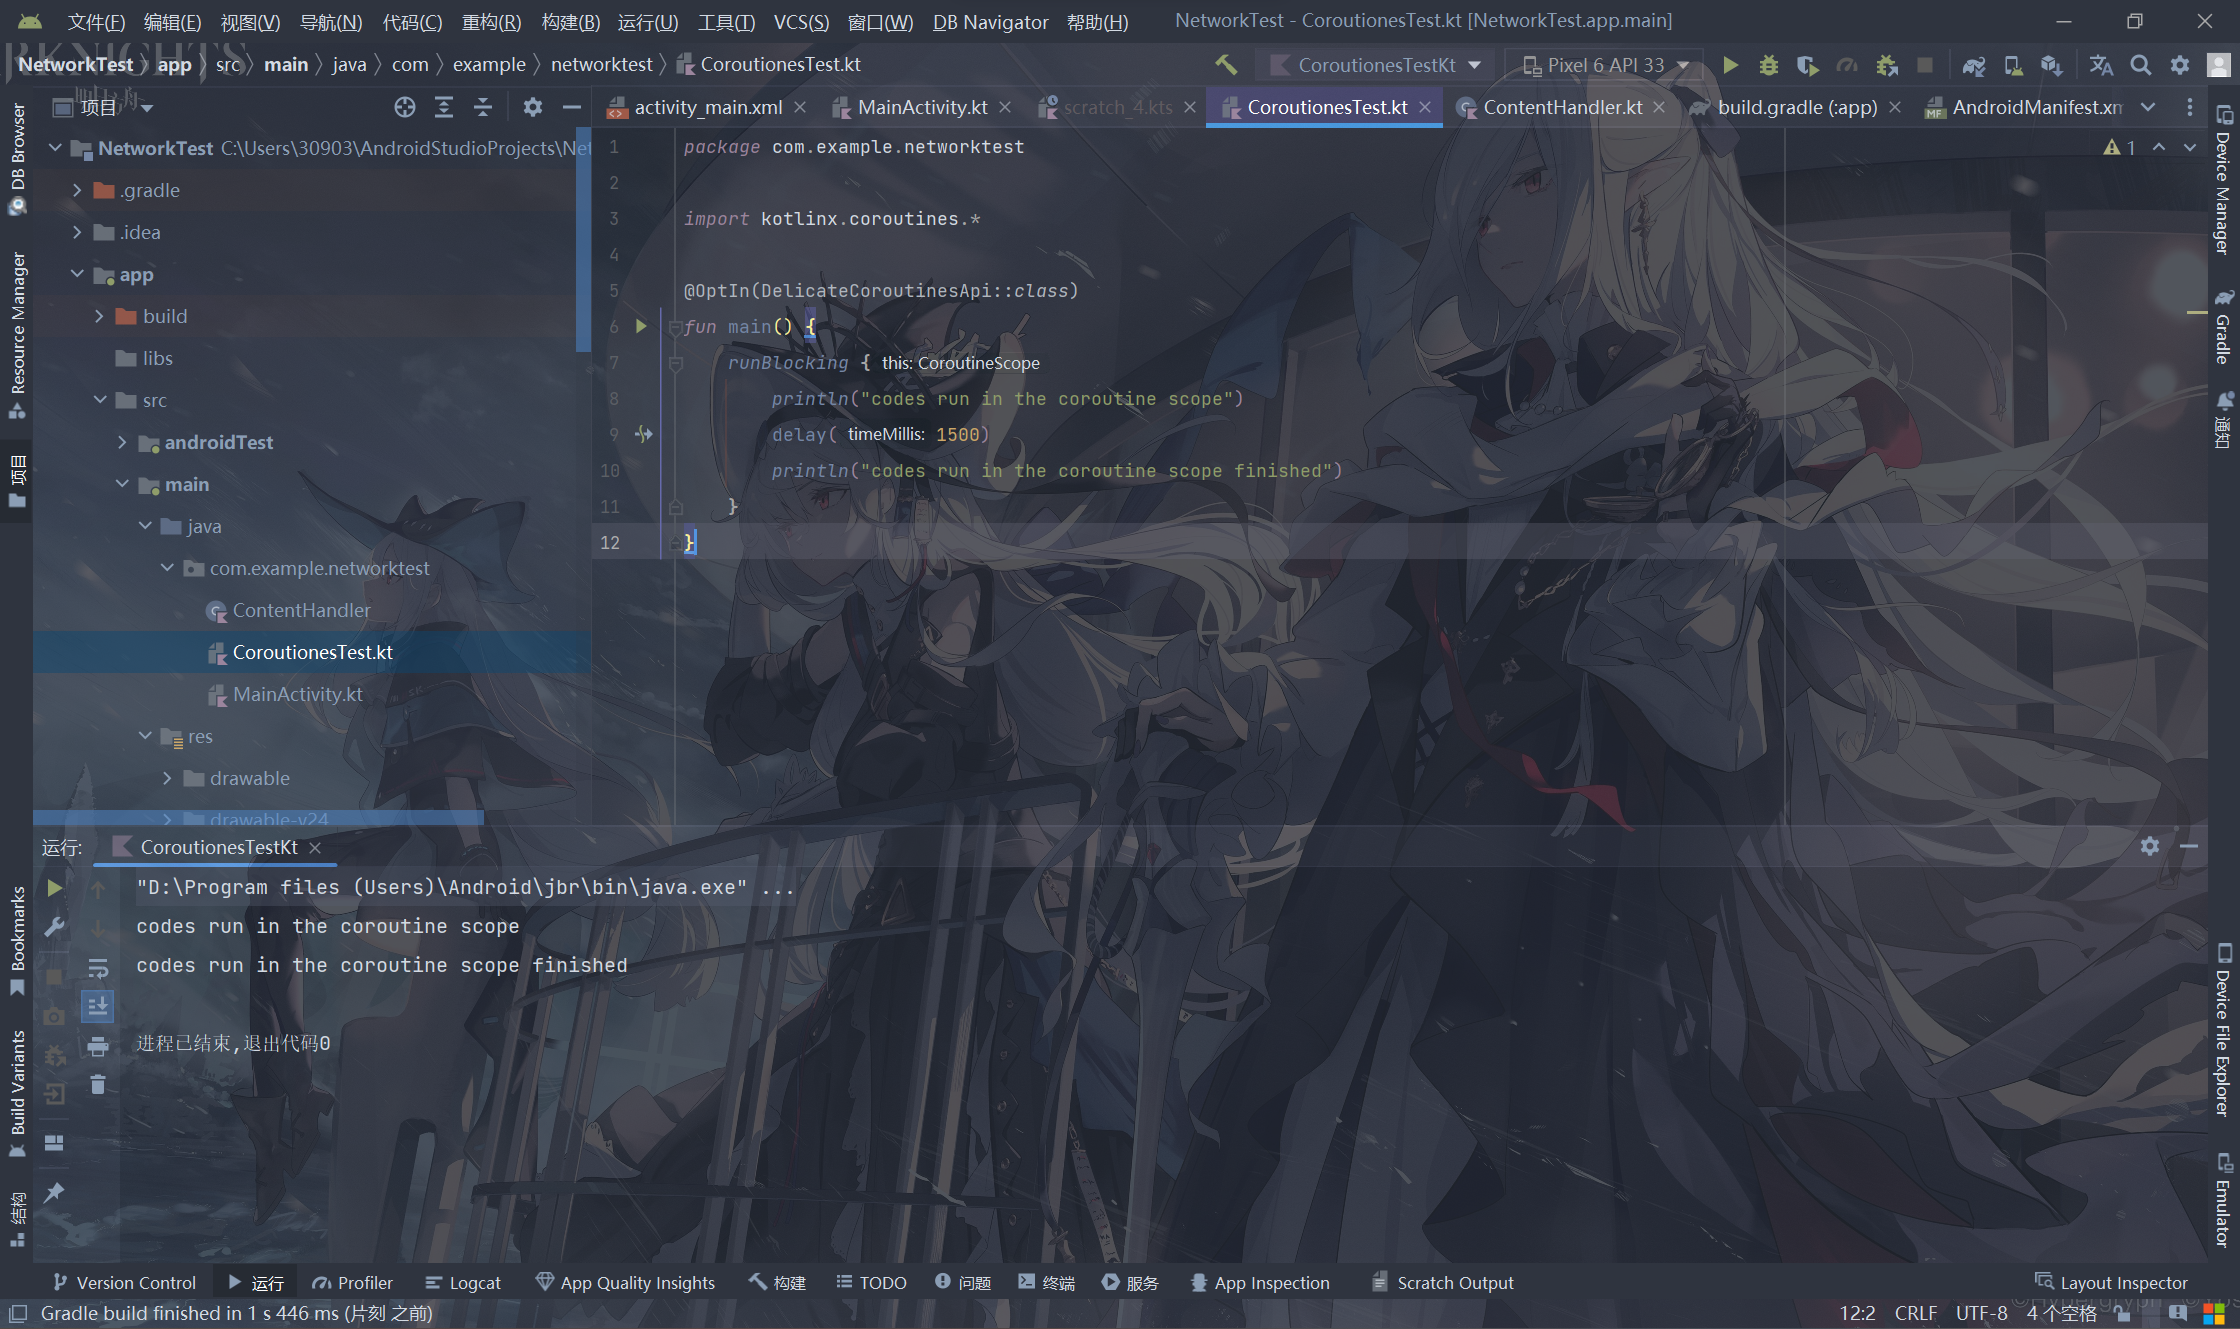 文件(F) 编辑(E) 视图(V) 导航(N) 代码(C) 重构(R) 构建(B) 运行(U) 工具(T) VCS(S) 窗口(W) DB Navigator 帮助(H) NetworkTest - CoroutionesTest.kt [NetworkTest.app.main]
NetworkTest app src main java com example networktest CoroutionesTest.kt CoroutionesTestKt Pixel 6 API 33
项目
activity_main.xml MainActivity.kt scratch_4.kts CoroutionesTest.kt ContentHandler.kt build.gradle (:app) AndroidManifest.xm
DB Browser
Resource Manager
项目
Bookmarks
Build Variants
结构
NetworkTest C:\Users\30903\AndroidStudioProjects\Net
.gradle
.idea
app
build
libs
src
androidTest
main
java
com.example.networktest
ContentHandler
CoroutionesTest.kt
MainActivity.kt
res
drawable
drawable-v24
1 package com.example.networktest
2
3 import kotlinx.coroutines.*
4
5 @OptIn(DelicateCoroutinesApi::class)
6 fun main() {
7 runBlocking { this: CoroutineScope
8 println("codes run in the coroutine scope")
9 delay( timeMillis: 1500)
10 println("codes run in the coroutine scope finished")
11 }
12 }
1
Device Manager
Gradle
通知
Device File Explorer
Emulator
运行: CoroutionesTestKt
"D:\Program files (Users)\Android\jbr\bin\java.exe" ...
codes run in the coroutine scope
codes run in the coroutine scope finished
进程已结束,退出代码0
Version Control 运行 Profiler Logcat App Quality Insights 构建 TODO 问题 终端 服务 App Inspection Scratch Output Layout Inspector
Gradle build finished in 1 s 446 ms (片刻 之前) 12:2 CRLF UTF-8 4 个空格